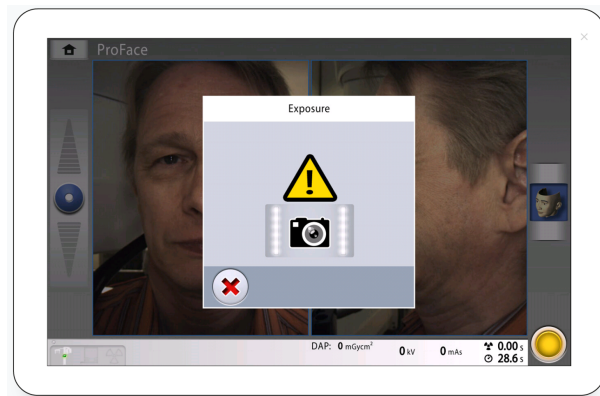 ProFace
Exposure
DAP: 0 mGycm²
0 kV
0 mAs
0.00 s
28.6 s